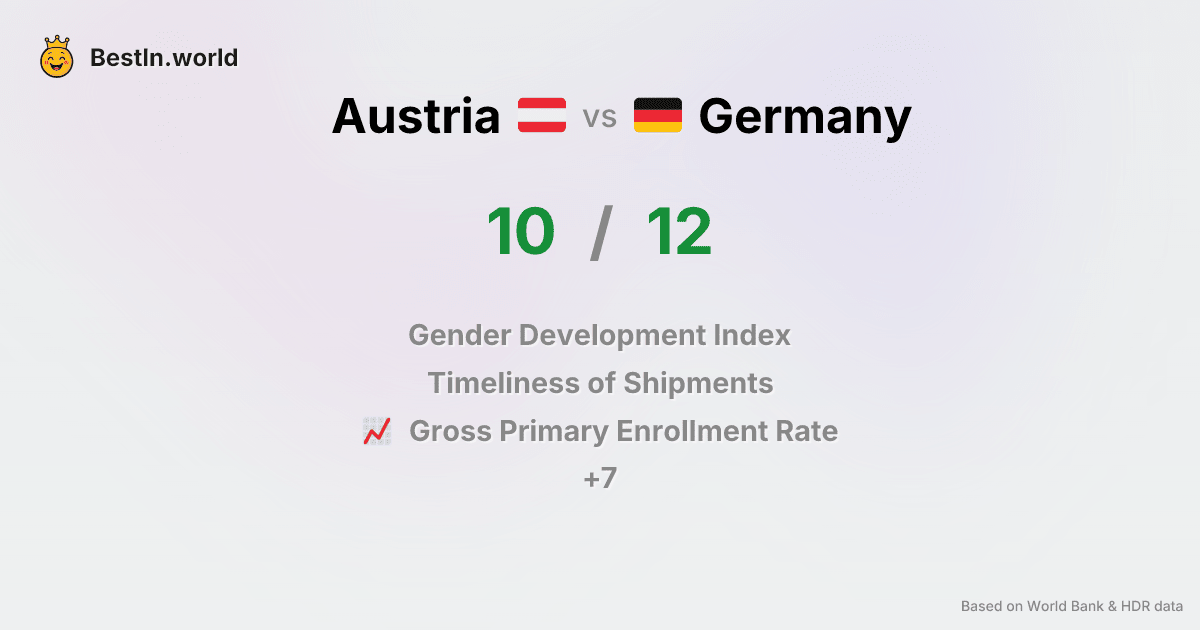 BestIn.world
Austria vs Germany
10 / 12
Gender Development Index
Timeliness of Shipments
Gross Primary Enrollment Rate
+7
Based on World Bank & HDR data